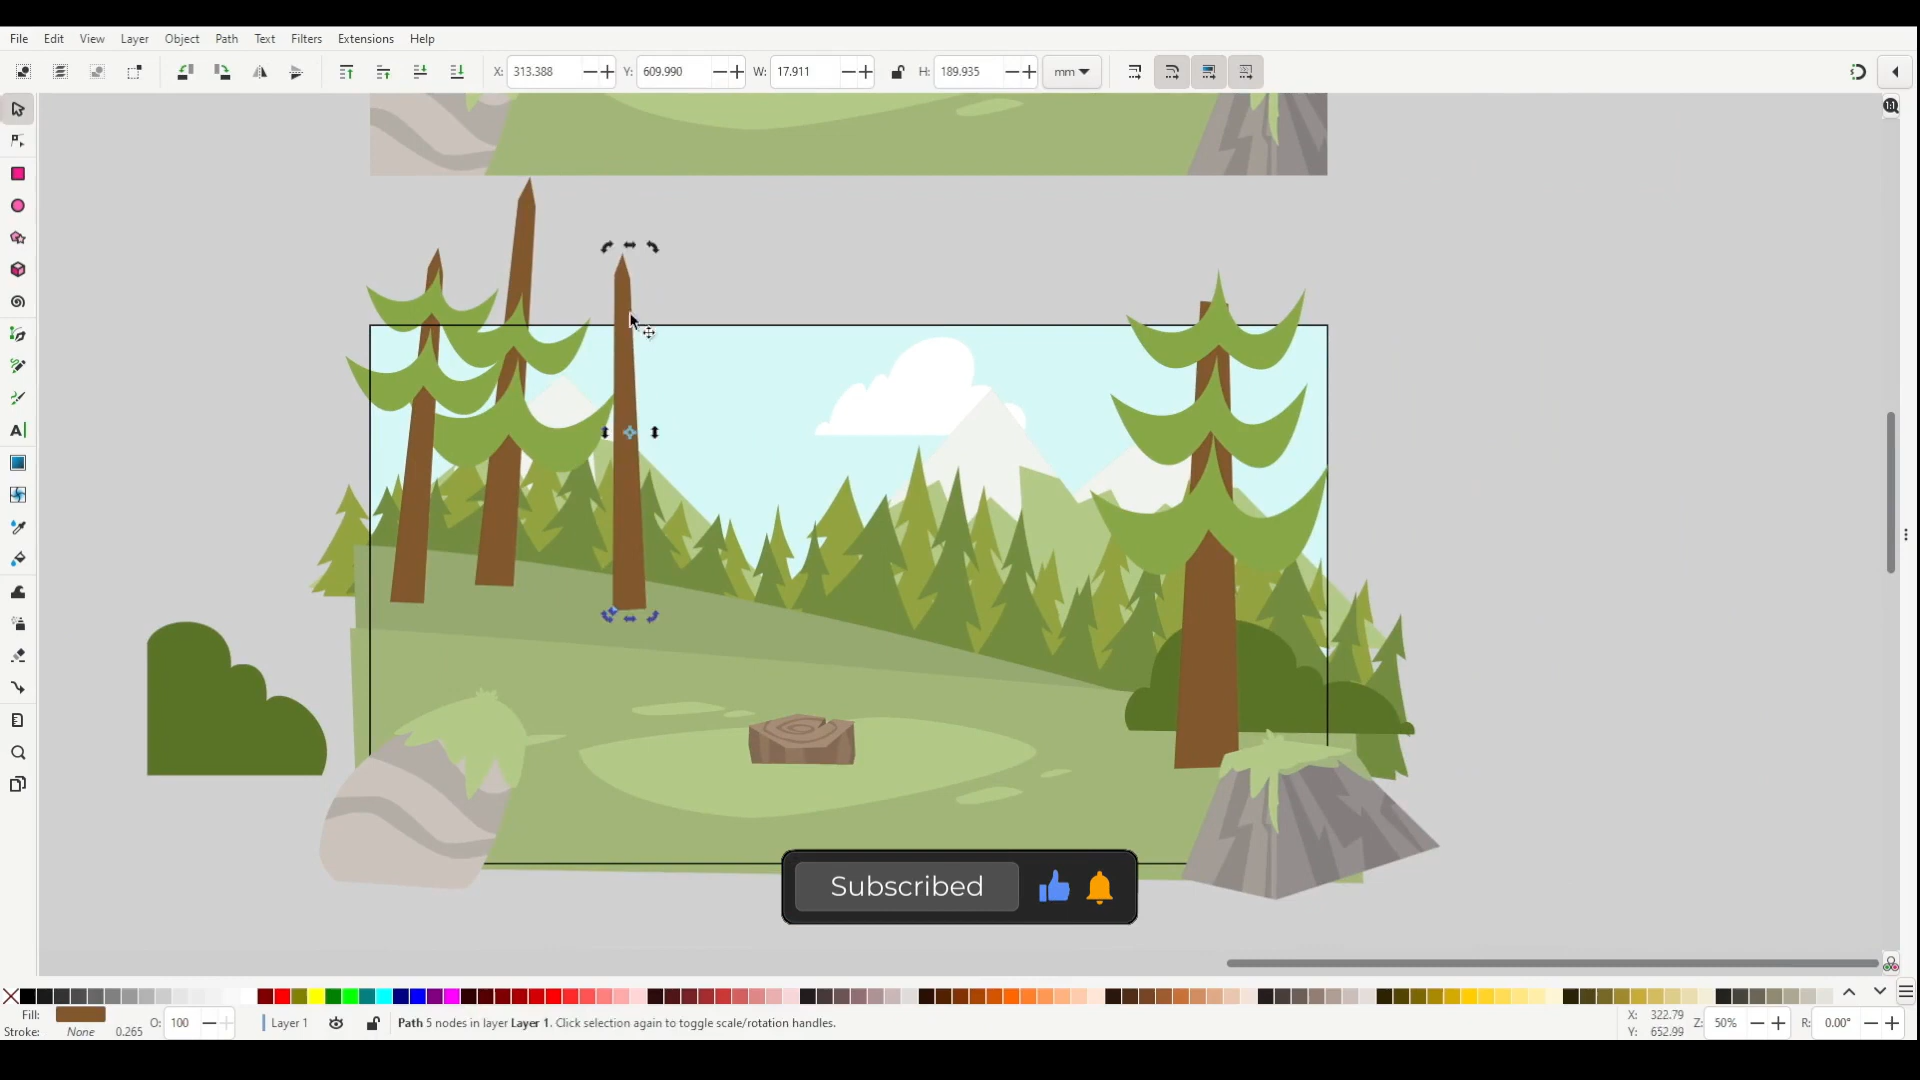 File Edit View Layer Object Path Text Filters Extensions Help
X: 313.388 Y: 609.990 W: 17.911 H: 189.935 mm
1:1
A
Subscribed
Fill: O: 100 Layer 1 Path 5 nodes in layer Layer 1. Click selection again to toggle scale/rotation handles. X: 322.79 Z: 50% R: 0.00°
Stroke: None 0.265 Y: 652.99